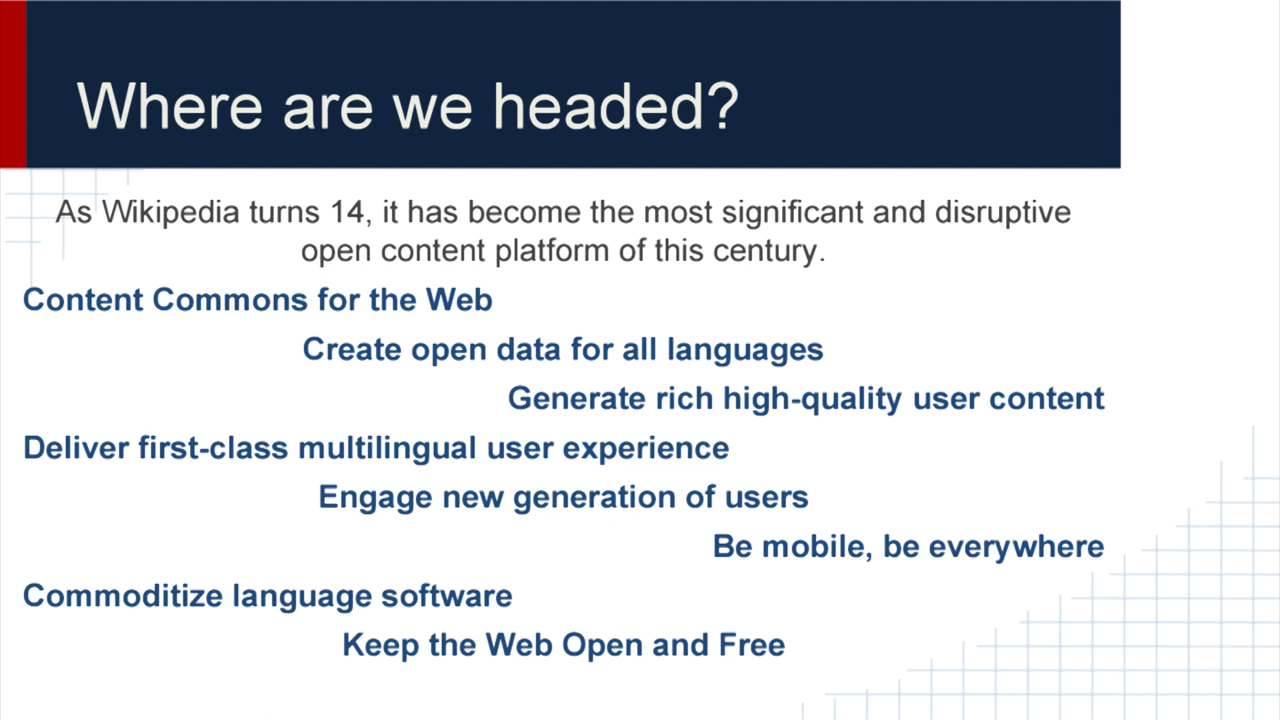 Where are we headed?
As Wikipedia turns 14, it has become the most significant and disruptive
open content platform of this century.
Content Commons for the Web
Create open data for all languages
Generate rich high-quality user content
Deliver first-class multilingual user experience
Engage new generation of users
Be mobile, be everywhere
Commoditize language software
Keep the Web Open and Free